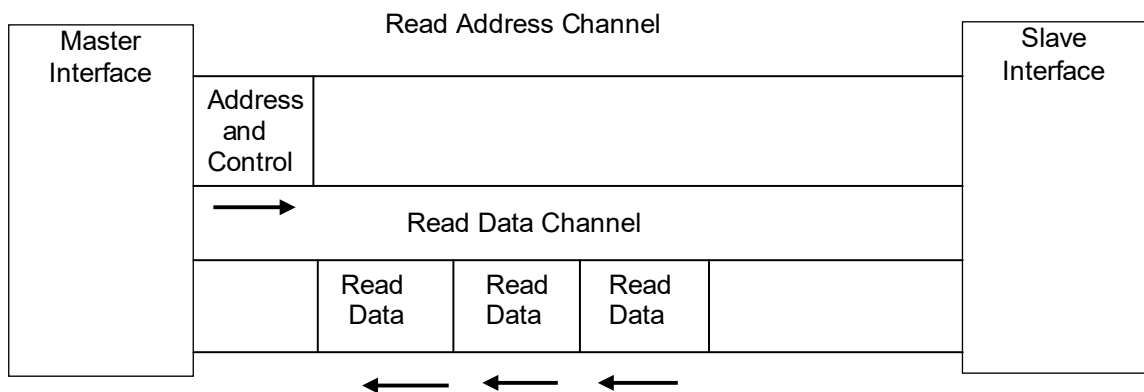 Read Address Channel
Master
Interface
Slave
Interface
Address
and
Control
Read Data Channel
Read
Data
Read
Data
Read
Data